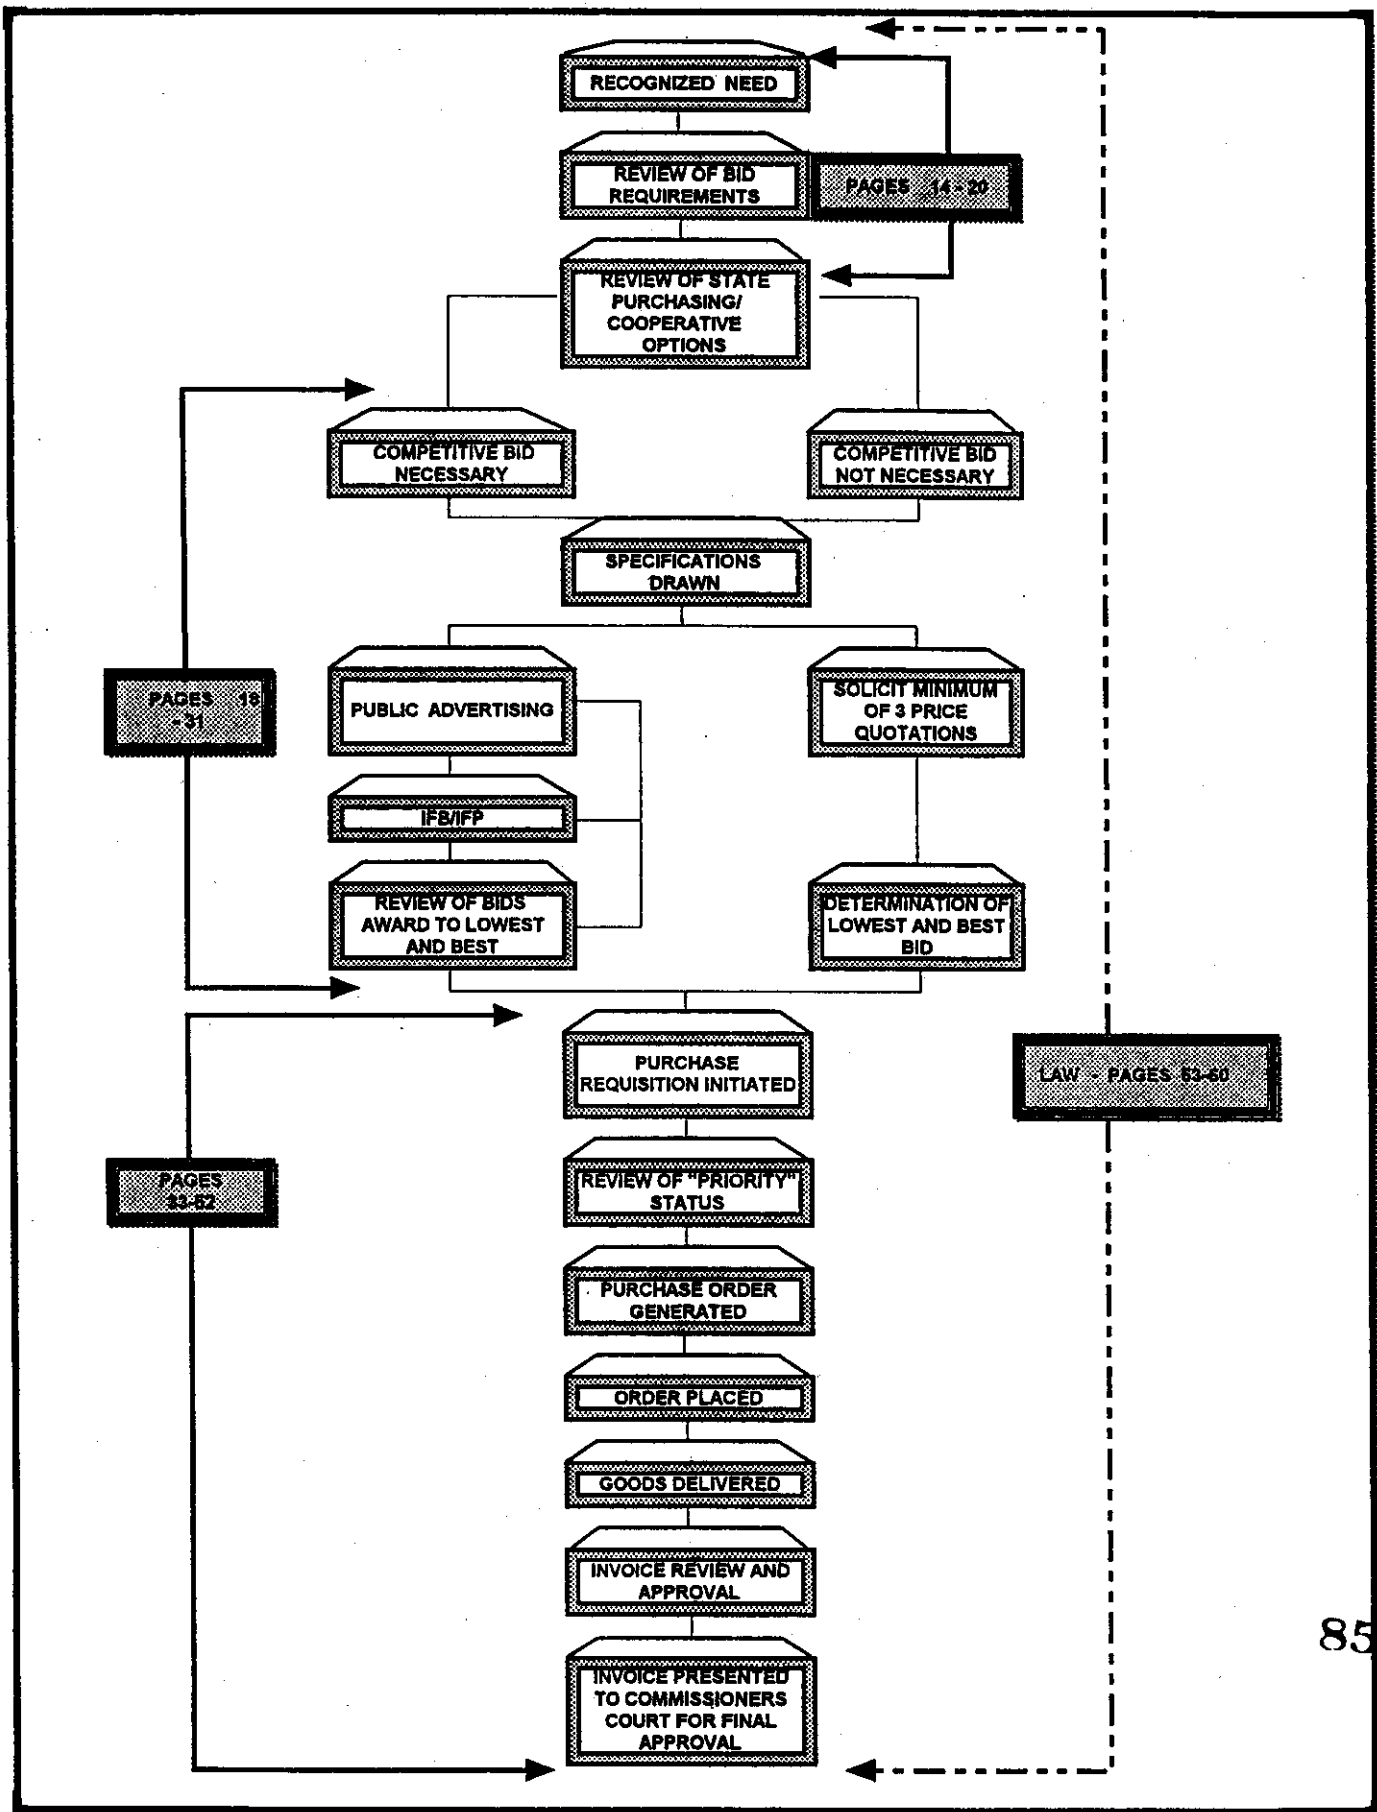 RECOGNIZED NEED
REVIEW OF BID
REQUIREMENTS
PAGES 14 - 20
REVIEW OF STATE
PURCHASING/
COOPERATIVE
OPTIONS
COMPETITIVE BID
NECESSARY
COMPETITIVE BID
NOT NECESSARY
SPECIFICATIONS
DRAWN
PAGES 18
- 31
PUBLIC ADVERTISING
SOLICIT MINIMUM
OF 3 PRICE
QUOTATIONS
IFB/IFP
REVIEW OF BIDS
AWARD TO LOWEST
AND BEST
DETERMINATION OF
LOWEST AND BEST
BID
PURCHASE
REQUISITION INITIATED
LAW - PAGES
PAGES
REVIEW OF "PRIORITY"
STATUS
PURCHASE ORDER
GENERATED
ORDER PLACED
GOODS DELIVERED
INVOICE REVIEW AND
APPROVAL
INVOICE PRESENTED
TO COMMISSIONERS
COURT FOR FINAL
APPROVAL
85